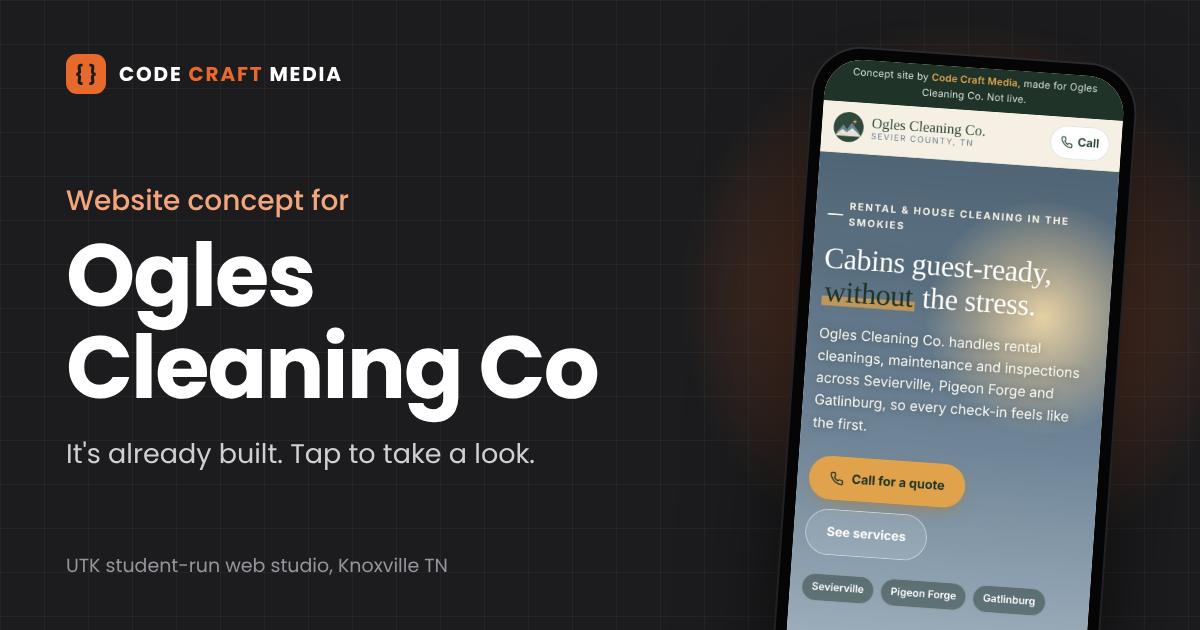 { } CODE CRAFT MEDIA
Website concept for
Ogles
Cleaning Co
It's already built. Tap to take a look.
UTK student-run web studio, Knoxville TN
Concept site by Code Craft Media, made for Ogles
Cleaning Co. Not live.
Ogles Cleaning Co.
SEVIER COUNTY, TN
Call
— RENTAL & HOUSE CLEANING IN THE
SMOKIES
Cabins guest-ready,
without the stress.
Ogles Cleaning Co. handles rental
cleanings, maintenance and inspections
across Sevierville, Pigeon Forge and
Gatlinburg, so every check-in feels like
the first.
Call for a quote
See services
Sevierville Pigeon Forge Gatlinburg